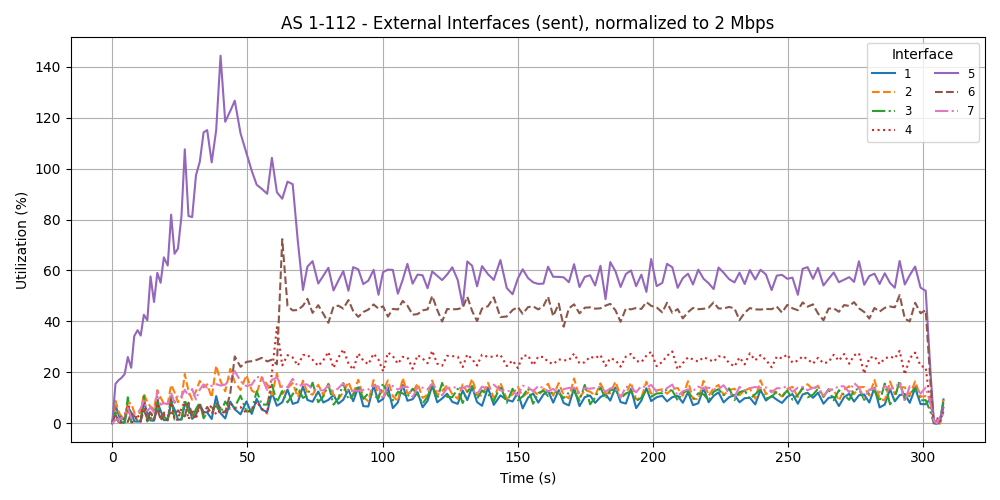 AS 1-112 - External Interfaces (sent), normalized to 2 Mbps
Interface
1 5
2 6
3 7
4
Utilization (%)
140
120
100
80
60
40
20
0
0 50 100 150 200 250 300
Time (s)